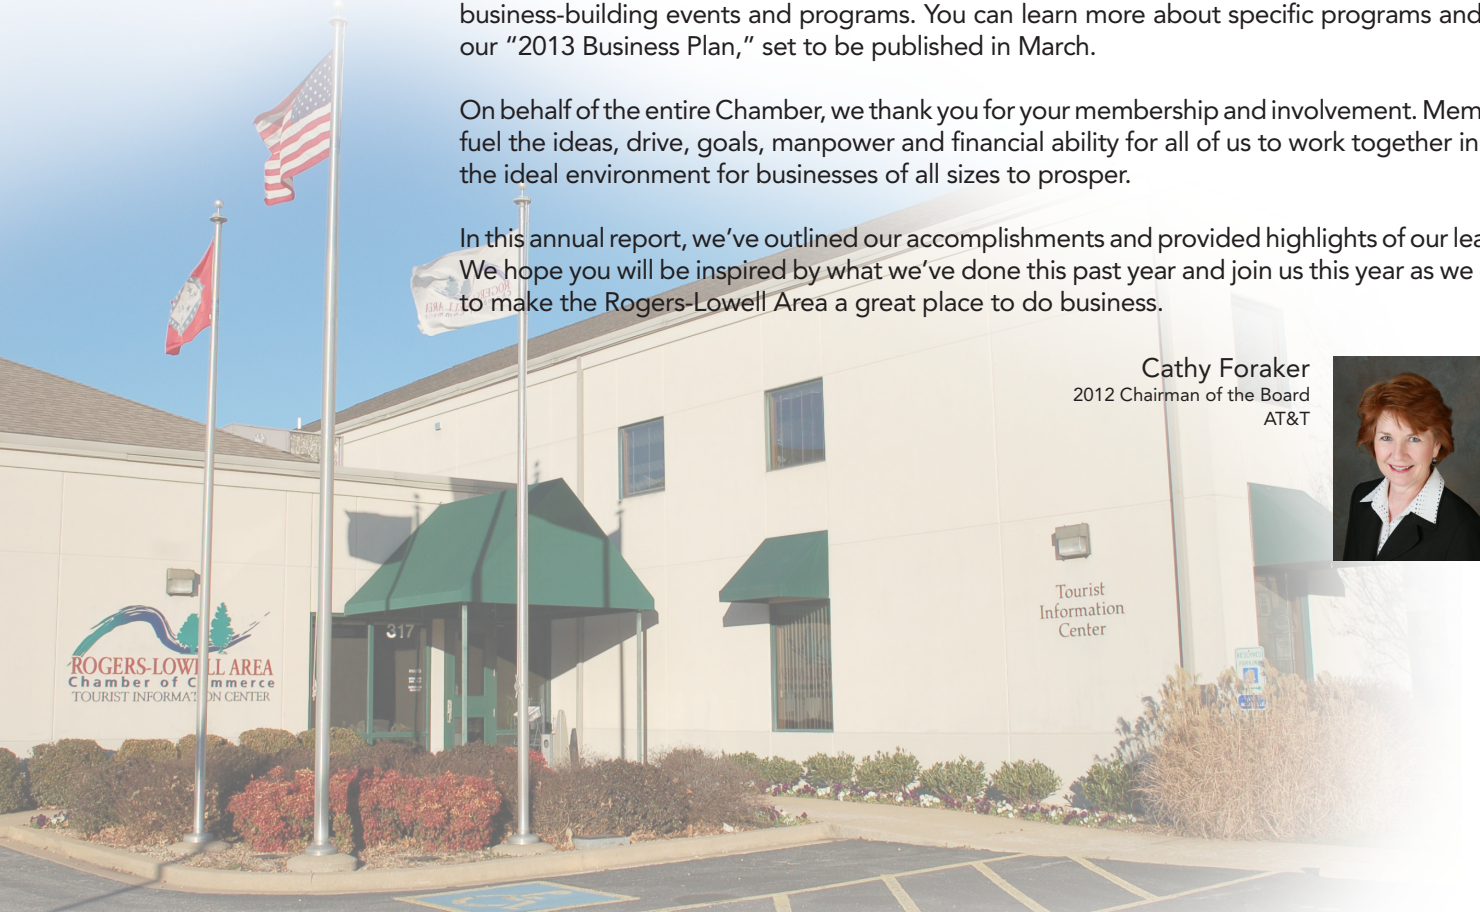 business-building events and programs. You can learn more about specific programs and
our “2013 Business Plan,” set to be published in March.
On behalf of the entire Chamber, we thank you for your membership and involvement. Mem
fuel the ideas, drive, goals, manpower and financial ability for all of us to work together in
the ideal environment for businesses of all sizes to prosper.
In this annual report, we’ve outlined our accomplishments and provided highlights of our lea
We hope you will be inspired by what we’ve done this past year and join us this year as we
to make the Rogers-Lowell Area a great place to do business.
Cathy Foraker
2012 Chairman of the Board
AT&T
317
Tourist
Information
Center
ROGERS-LOWELL AREA
Chamber of Commerce
TOURIST INFORMATION CENTER